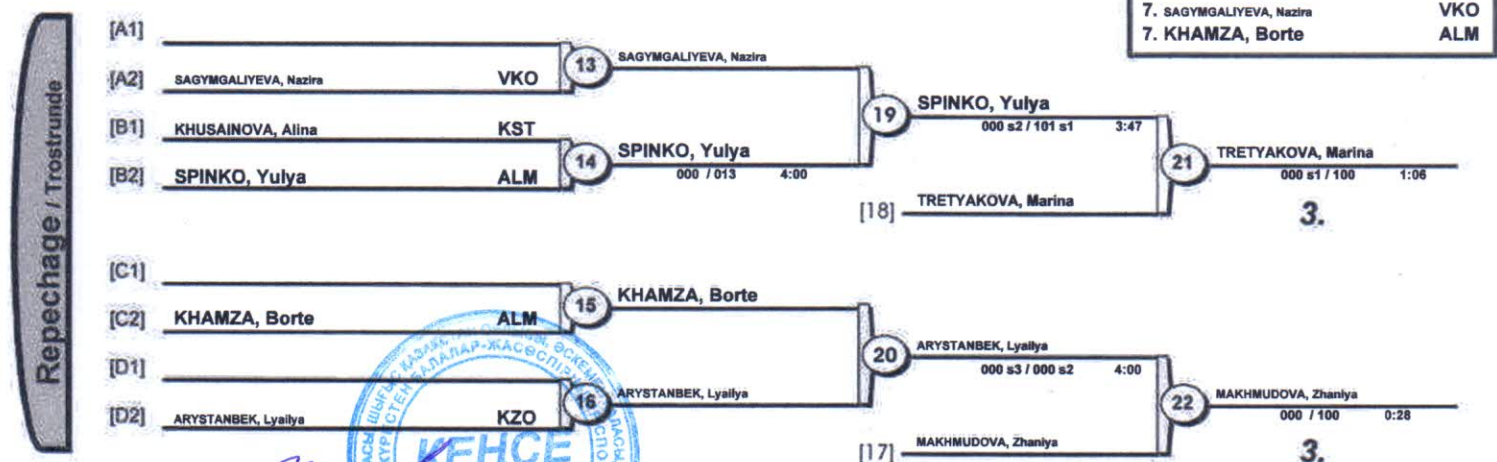 7. SAGYMGALIYEVA, Nazira VKO
7. KHAMZA, Borte ALM
Repechage / Trostrunde
[A1]
[A2] SAGYMGALIYEVA, Nazira VKO
13 SAGYMGALIYEVA, Nazira
[B1] KHUSAINOVA, Alina KST
[B2] SPINKO, Yulya ALM
14 SPINKO, Yulya
000 / 013 4:00
19 SPINKO, Yulya
000 s2 / 101 s1 3:47
[18] TRETYAKOVA, Marina
21 TRETYAKOVA, Marina
000 s1 / 100 1:06
3.
[C1]
[C2] KHAMZA, Borte ALM
15 KHAMZA, Borte
[D1]
[D2] ARYSTANBEK, Lyailya KZO
16 ARYSTANBEK, Lyailya
20 ARYSTANBEK, Lyailya
000 s3 / 000 s2 4:00
[17] MAKHMUDOVA, Zhaniya
22 MAKHMUDOVA, Zhaniya
000 / 100 0:28
3.
КЕҢСЕ